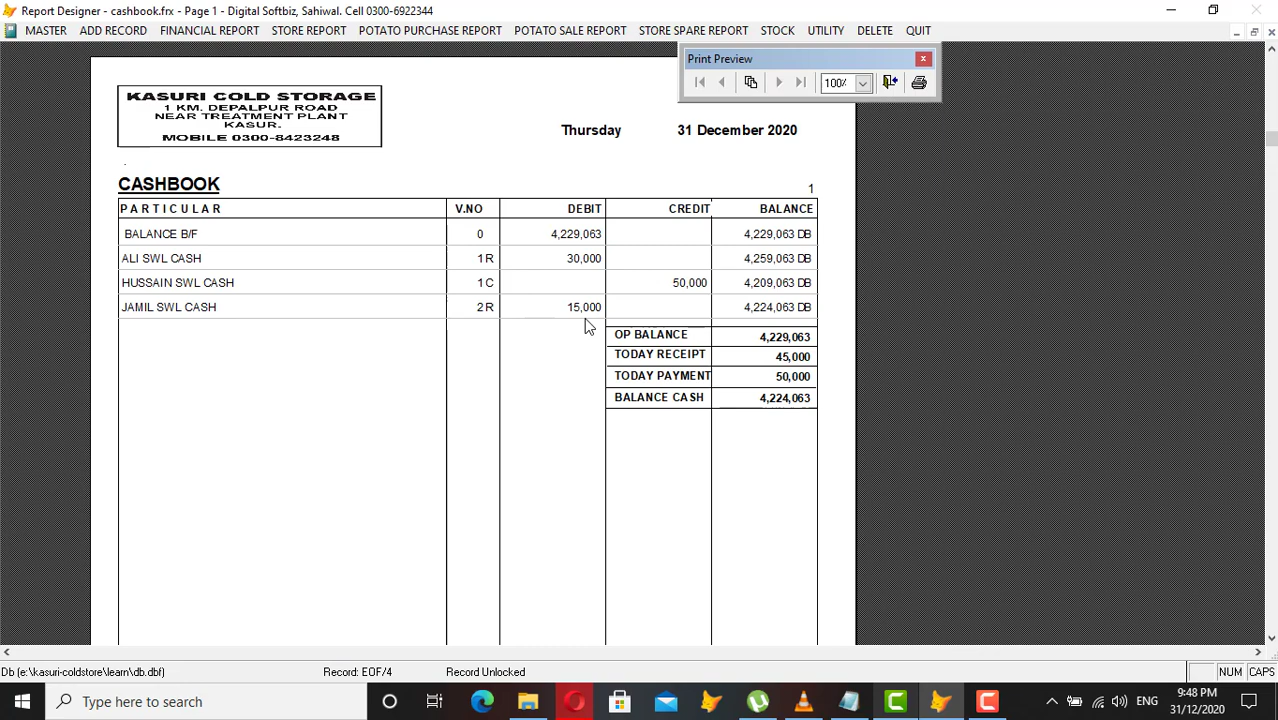 Report Designer - cashbook.frx - Page 1 - Digital Softbiz, Sahiwal. Cell 0300-6922344
MASTER ADD RECORD FINANCIAL REPORT STORE REPORT POTATO PURCHASE REPORT POTATO SALE REPORT STORE SPARE REPORT STOCK UTILITY DELETE QUIT
Print Preview
100%
KASURI COLD STORAGE
1 KM. DEPALPUR ROAD
NEAR TREATMENT PLANT
KASUR.
MOBILE 0300-8423248
Thursday 31 December 2020
CASHBOOK
1
PARTICULAR V.NO DEBIT CREDIT BALANCE
BALANCE B/F 0 4,229,063 4,229,063 DB
ALI SWL CASH 1 R 30,000 4,259,063 DB
HUSSAIN SWL CASH 1 C 50,000 4,209,063 DB
JAMIL SWL CASH 2 R 15,000 4,224,063 DB
OP BALANCE 4,229,063
TODAY RECEIPT 45,000
TODAY PAYMENT 50,000
BALANCE CASH 4,224,063
Db (e:\kasuri-coldstore\learn\db.dbf) Record: EOF/4 Record Unlocked NUM CAPS
Type here to search
ENG
9:48 PM
31/12/2020